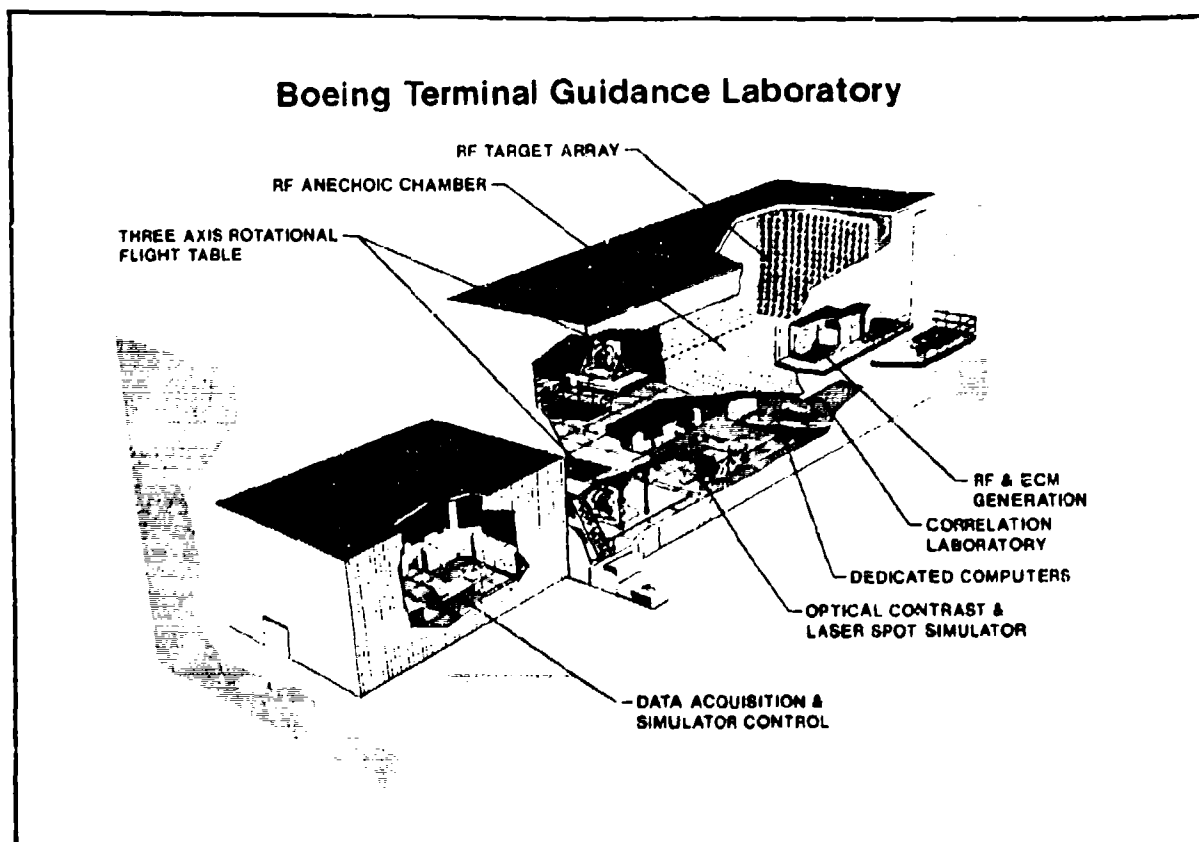 Boeing Terminal Guidance Laboratory
RF TARGET ARRAY
RF ANECHOIC CHAMBER
THREE AXIS ROTATIONAL
FLIGHT TABLE
RF & ECM
GENERATION
CORRELATION
LABORATORY
DEDICATED COMPUTERS
OPTICAL CONTRAST &
LASER SPOT SIMULATOR
DATA ACQUISITION &
SIMULATOR CONTROL